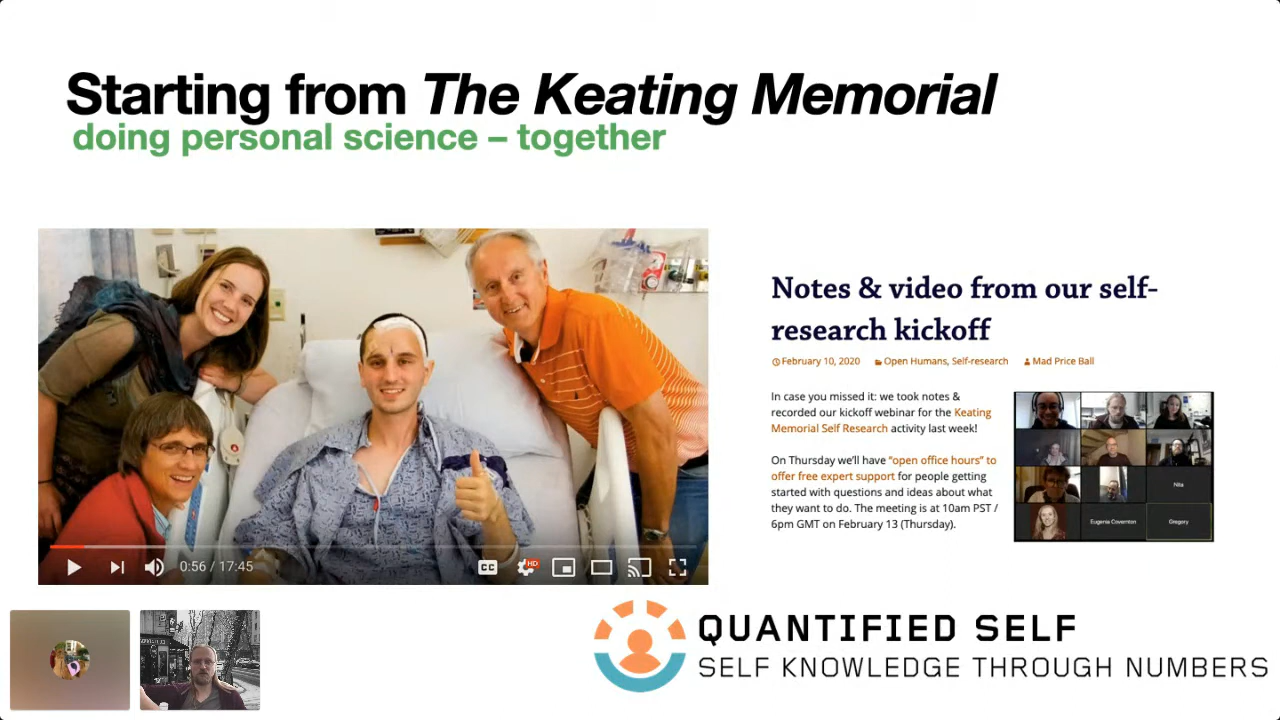 Starting from The Keating Memorial
doing personal science – together
0:56 / 17:45
CC
HD
Notes & video from our self-
research kickoff
February 10, 2020 Open Humans, Self-research Mad Price Ball
In case you missed it: we took notes &
recorded our kickoff webinar for the Keating
Memorial Self Research activity last week!
On Thursday we’ll have “open office hours” to
offer free expert support for people getting
started with questions and ideas about what
they want to do. The meeting is at 10am PST /
6pm GMT on February 13 (Thursday).
Nita
Eugenia Covernton
Gregory
QUANTIFIED SELF
SELF KNOWLEDGE THROUGH NUMBERS